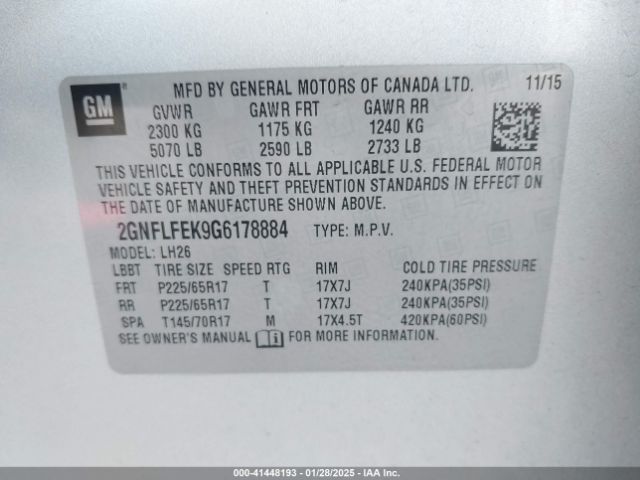 GM
MFD BY GENERAL MOTORS OF CANADA LTD. 11/15
GVWR GAWR FRT GAWR RR
2300 KG 1175 KG 1240 KG
5070 LB 2590 LB 2733 LB
THIS VEHICLE CONFORMS TO ALL APPLICABLE U.S. FEDERAL MOTOR
VEHICLE SAFETY AND THEFT PREVENTION STANDARDS IN EFFECT ON
THE DATE OF MANUFACTURE SHOWN ABOVE.
2GNFLFEK9G6178884 TYPE: M.P.V.
MODEL: LH26
LBBT TIRE SIZE SPEED RTG RIM COLD TIRE PRESSURE
FRT P225/65R17 T 17X7J 240KPA(35PSI)
RR P225/65R17 T 17X7J 240KPA(35PSI)
SPA T145/70R17 M 17X4.5T 420KPA(60PSI)
SEE OWNER'S MANUAL i FOR MORE INFORMATION.
000-41448193 - 01/28/2025 - IAA Inc.